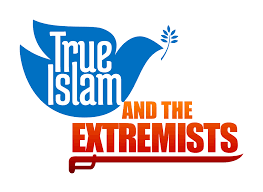 True
Islam
AND THE
EXTREMISTS